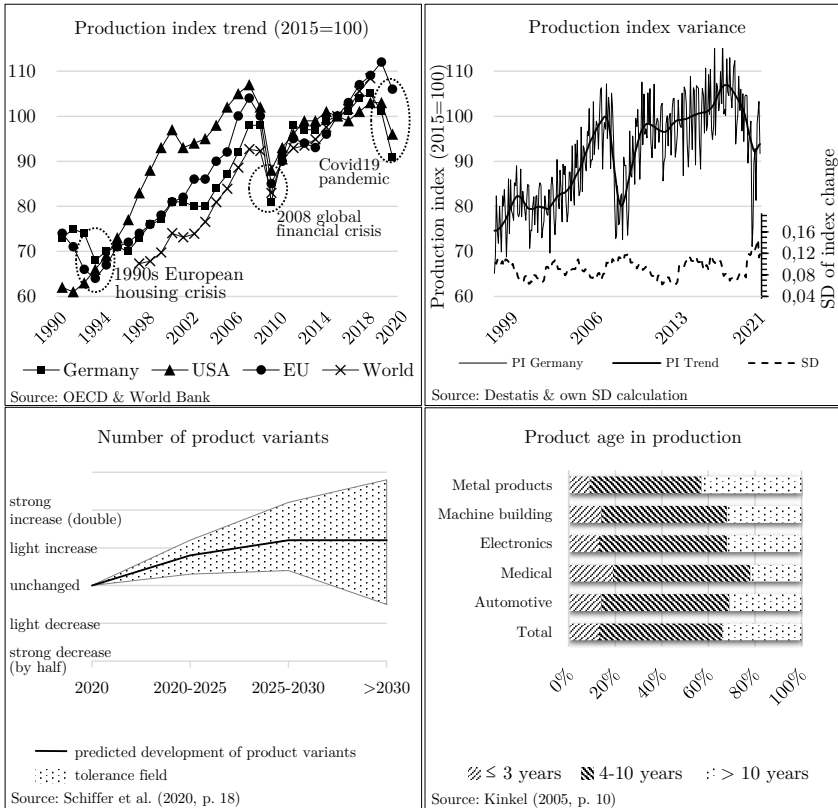 Production index trend (2015=100)
110
100
90
80
70
60
Covid19
pandemic
2008 global
financial crisis
1990s European
housing crisis
1990
1994
1998
2002
2006
2010
2014
2018
2020
Germany
USA
EU
World
Source: OECD & World Bank
Production index variance
Production index (2015=100)
110
100
90
80
70
60
0,16
0,12
0,08
0,04
SD of index change
1999
2006
2013
2021
PI Germany
PI Trend
SD
Source: Destatis & own SD calculation
Number of product variants
strong
increase (double)
light increase
unchanged
light decrease
strong decrease
(by half)
2020
2020-2025
2025-2030
>2030
predicted development of product variants
tolerance field
Source: Schiffer et al. (2020, p. 18)
Product age in production
Metal products
Machine building
Electronics
Medical
Automotive
Total
0%
20%
40%
60%
80%
100%
≤ 3 years
4-10 years
> 10 years
Source: Kinkel (2005, p. 10)